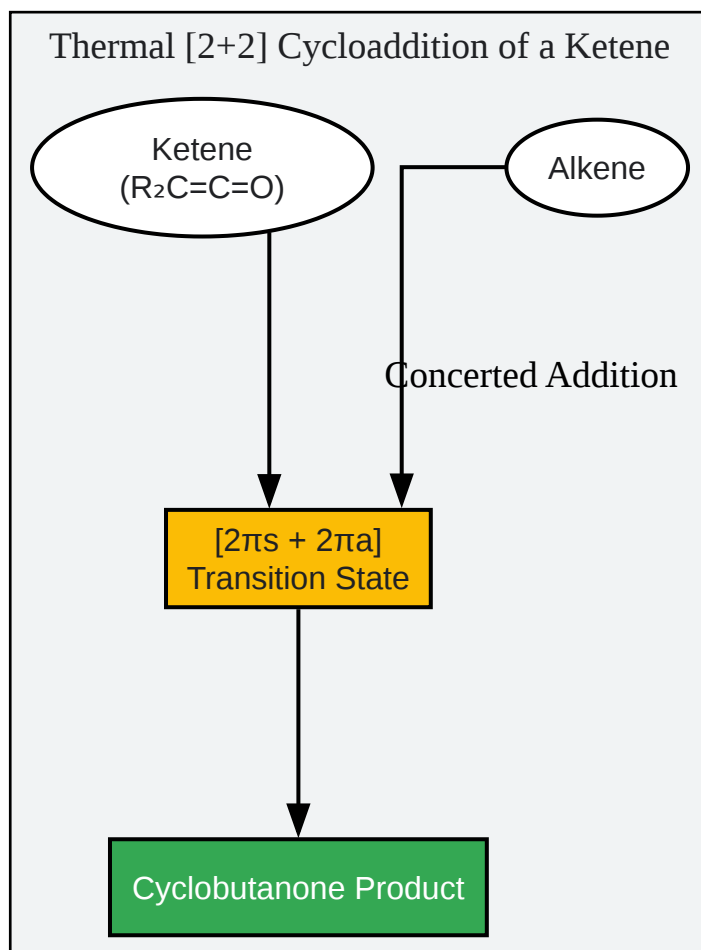 Thermal [2+2] Cycloaddition of a Ketene
Ketene
(R₂C=C=O)
Alkene
Concerted Addition
[2πs + 2πa]
Transition State
Cyclobutanone Product